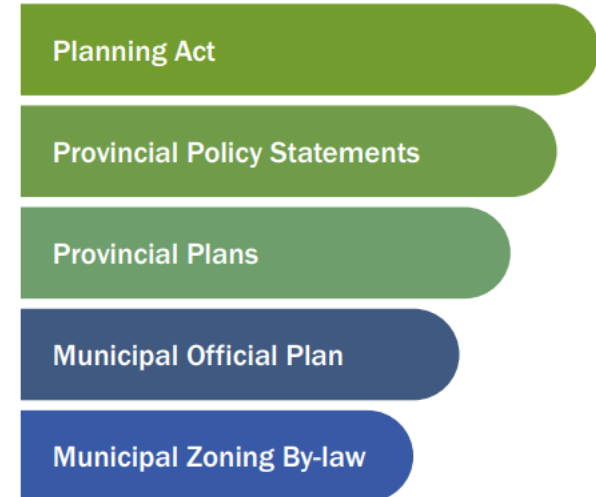 Planning Act
Provincial Policy Statements
Provincial Plans
Municipal Official Plan
Municipal Zoning By-law